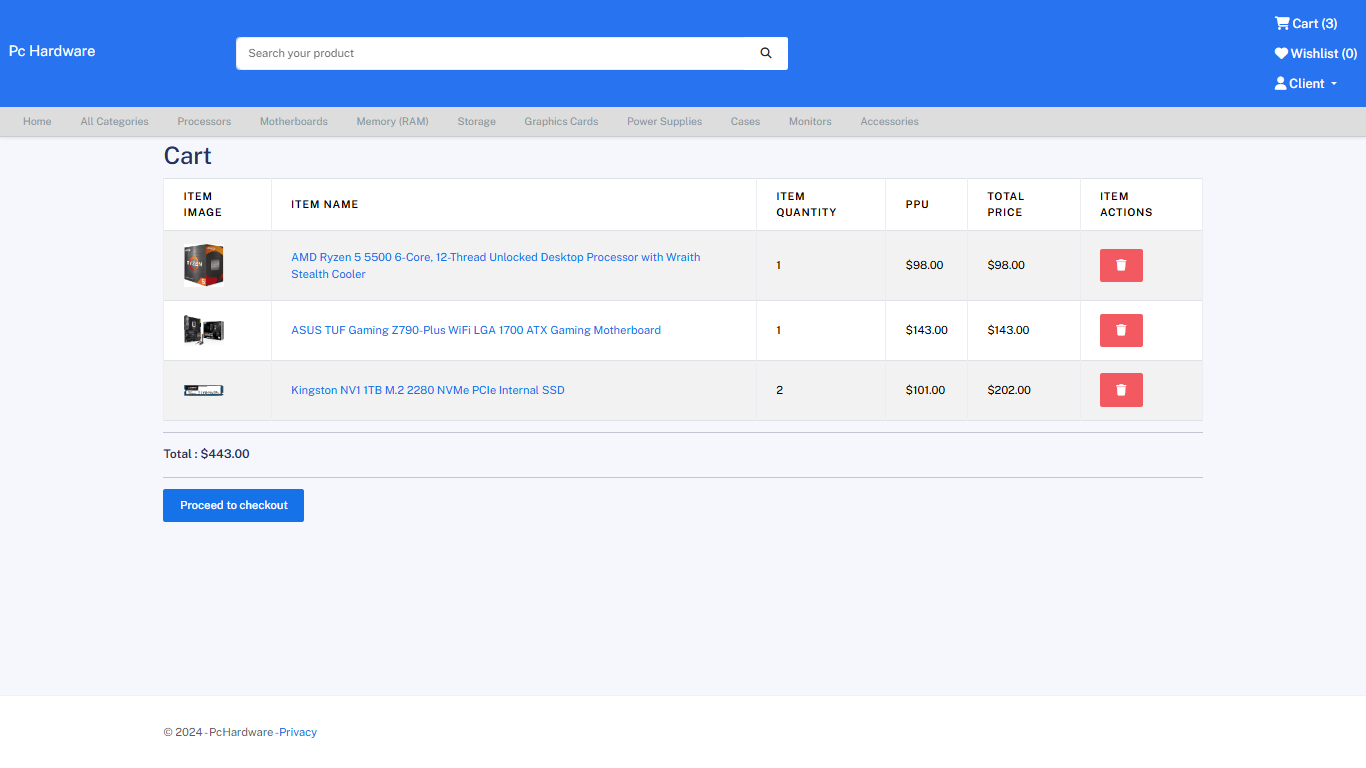 Pc Hardware
Search your product
Cart (3)
Wishlist (0)
Client
Home All Categories Processors Motherboards Memory (RAM) Storage Graphics Cards Power Supplies Cases Monitors Accessories
Cart
ITEM IMAGE ITEM NAME ITEM QUANTITY PPU TOTAL PRICE ITEM ACTIONS
AMD Ryzen 5 5500 6-Core, 12-Thread Unlocked Desktop Processor with Wraith
Stealth Cooler
1 $98.00 $98.00
ASUS TUF Gaming Z790-Plus WiFi LGA 1700 ATX Gaming Motherboard 1 $143.00 $143.00
Kingston NV1 1TB M.2 2280 NVMe PCIe Internal SSD 2 $101.00 $202.00
Total : $443.00
Proceed to checkout
© 2024 - PcHardware - Privacy